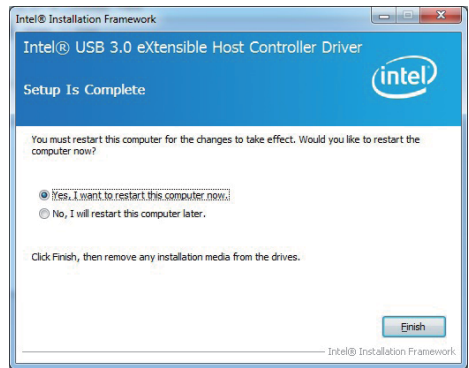 Intel® Installation Framework
Intel® USB 3.0 eXtensible Host Controller Driver
intel®
Setup Is Complete
You must restart this computer for the changes to take effect. Would you like to restart the
computer now?
Yes, I want to restart this computer now.
No, I will restart this computer later.
Click Finish, then remove any installation media from the drives.
Finish
Intel® Installation Framework